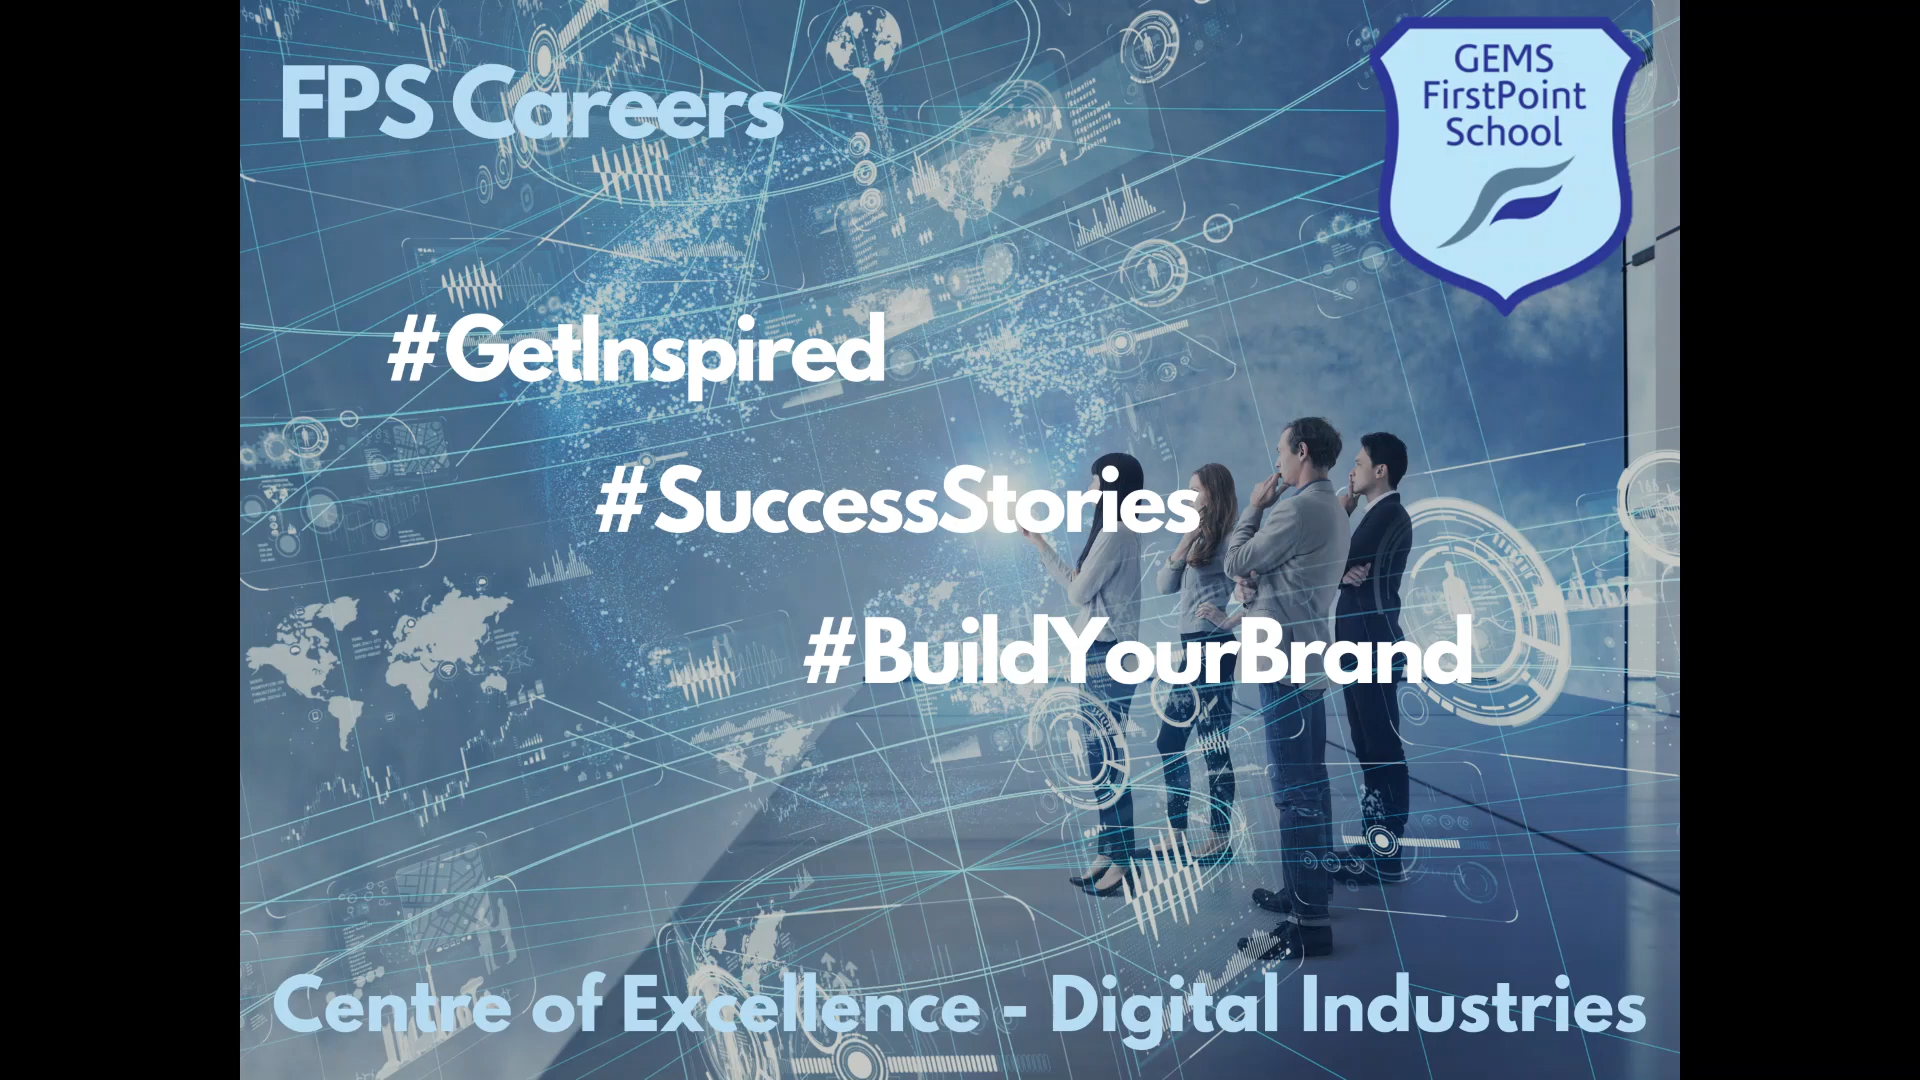 FPS Careers
GEMS
FirstPoint
School
#GetInspired
#SuccessStories
#BuildYourBrand
Centre of Excellence - Digital Industries